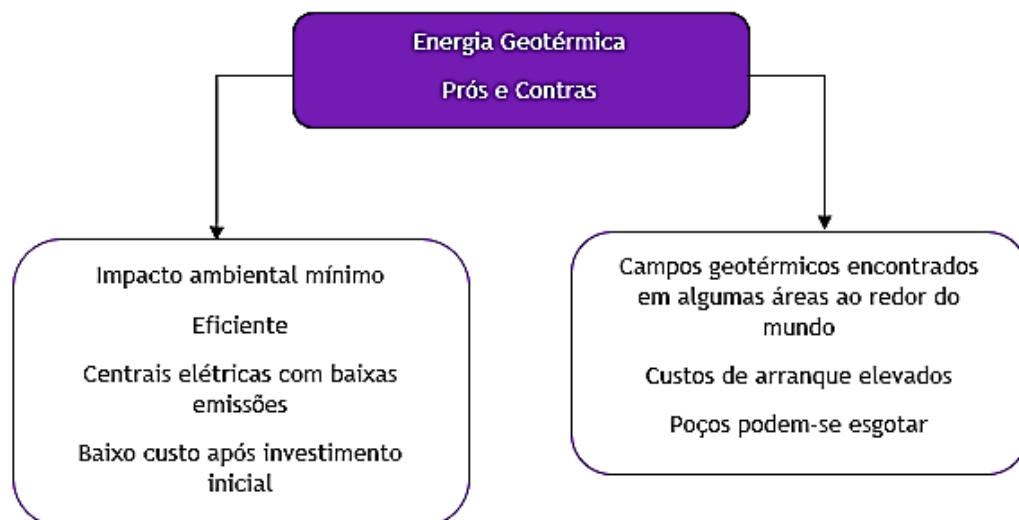 Energia Geotérmica
Prós e Contras
Impacto ambiental mínimo
Eficiente
Centrais elétricas com baixas
emissões
Baixo custo após investimento
inicial
Campos geotérmicos encontrados
em algumas áreas ao redor do
mundo
Custos de arranque elevados
Poços podem-se esgotar